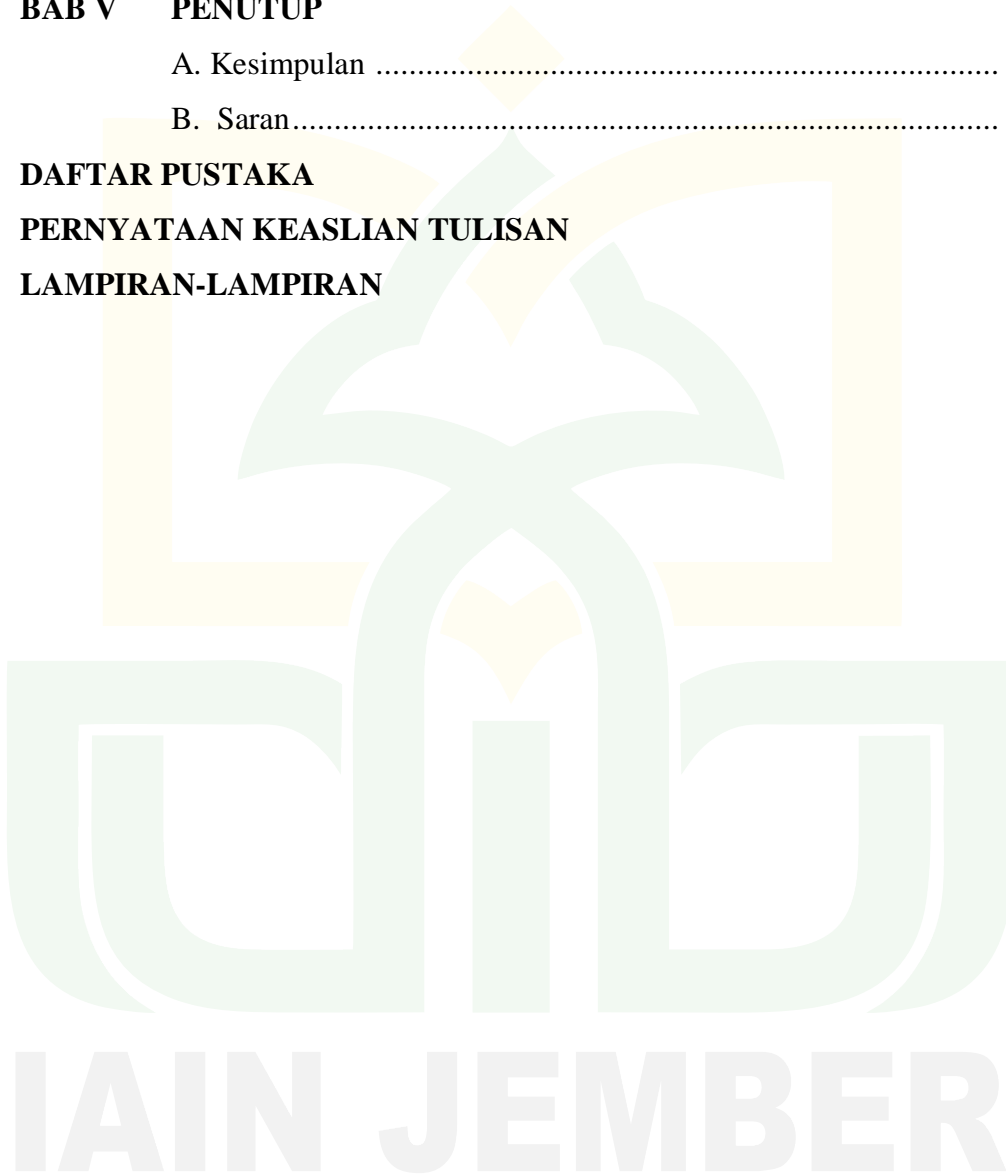 BAB V PENUTUP
A. Kesimpulan ...........................................................................
B. Saran.....................................................................................
DAFTAR PUSTAKA
PERNYATAAN KEASLIAN TULISAN
LAMPIRAN-LAMPIRAN
IAIN JEMBER